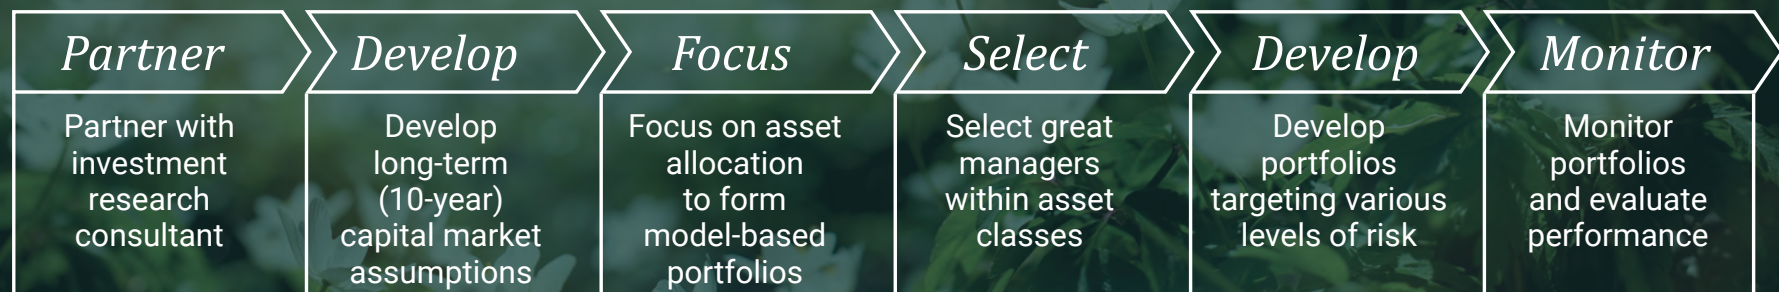 Partner
Partner with
investment
research
consultant
Develop
Develop
long-term
(10-year)
capital market
assumptions
Focus
Focus on asset
allocation
to form
model-based
portfolios
Select
Select great
managers
within asset
classes
Develop
Develop
portfolios
targeting various
levels of risk
Monitor
Monitor
portfolios
and evaluate
performance